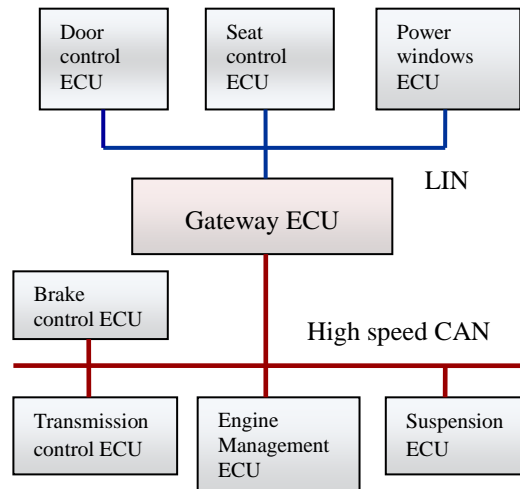 Door
control
ECU
Seat
control
ECU
Power
windows
ECU
LIN
Gateway ECU
Brake
control ECU
High speed CAN
Transmission
control ECU
Engine
Management
ECU
Suspension
ECU